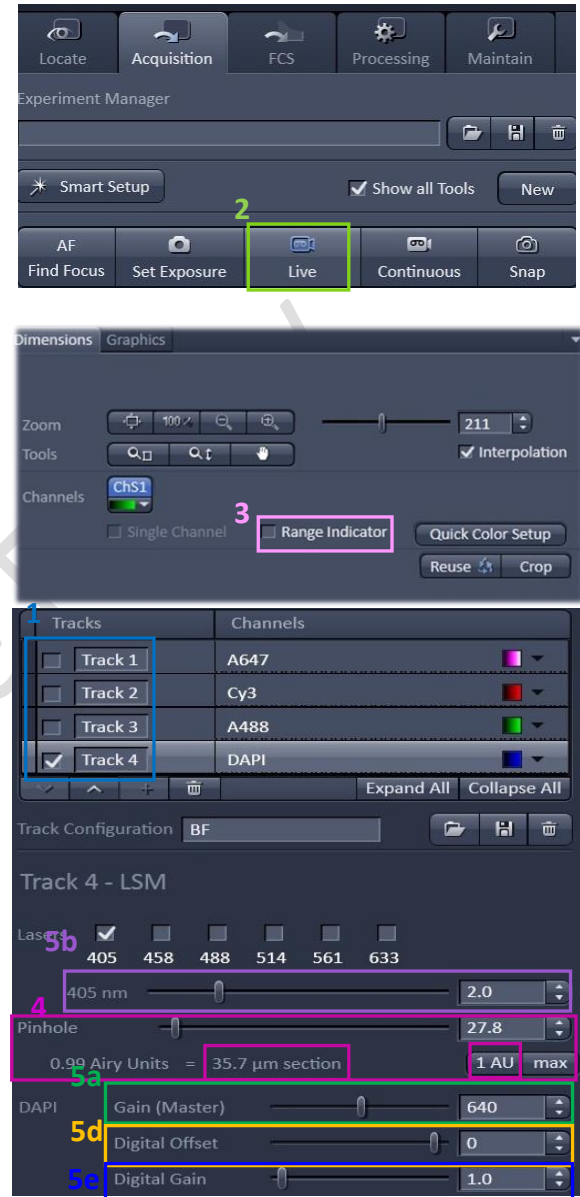 Locate Acquisition FCS Processing Maintain
Experiment Manager
Smart Setup Show all Tools New
2
AF
Find Focus Set Exposure Live Continuous Snap
Dimensions Graphics
Zoom 100% 211
Tools Interpolation
Channels ChS1
3
Single Channel Range Indicator Quick Color Setup
Reuse Crop
1
Tracks Channels
Track 1 A647
Track 2 Cy3
Track 3 A488
Track 4 DAPI
Expand All Collapse All
Track Configuration BF
Track 4 - LSM
Lasers
5b
405 458 488 514 561 633
405 nm 2.0
4
Pinhole 27.8
0.99 Airy Units = 35.7 µm section 1 AU max
5a
DAPI Gain (Master) 640
5d
Digital Offset 0
5e
Digital Gain 1.0